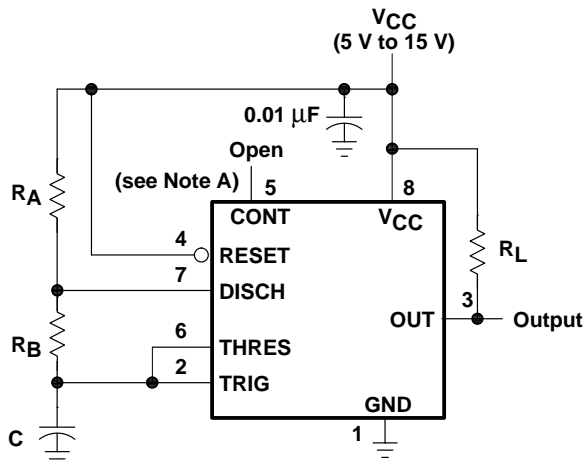 VCC
(5 V to 15 V)
0.01 μF
Open
(see Note A)
5
8
RA
CONT
VCC
4
RESET
RL
7
DISCH
3
OUT
Output
RB
6
THRES
2
TRIG
GND
C
1